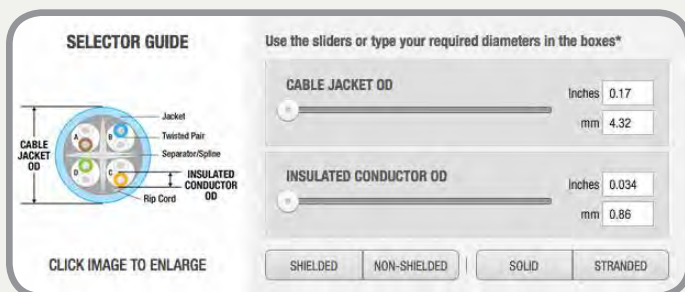 SELECTOR GUIDE
CABLE
JACKET
OD
A
B
D
C
Jacket
Twisted Pair
Separator/Spline
INSULATED
CONDUCTOR
OD
Rip Cord
CLICK IMAGE TO ENLARGE
Use the sliders or type your required diameters in the boxes*
CABLE JACKET OD
Inches 0.17
mm 4.32
INSULATED CONDUCTOR OD
Inches 0.034
mm 0.86
SHIELDED NON-SHIELDED | SOLID STRANDED